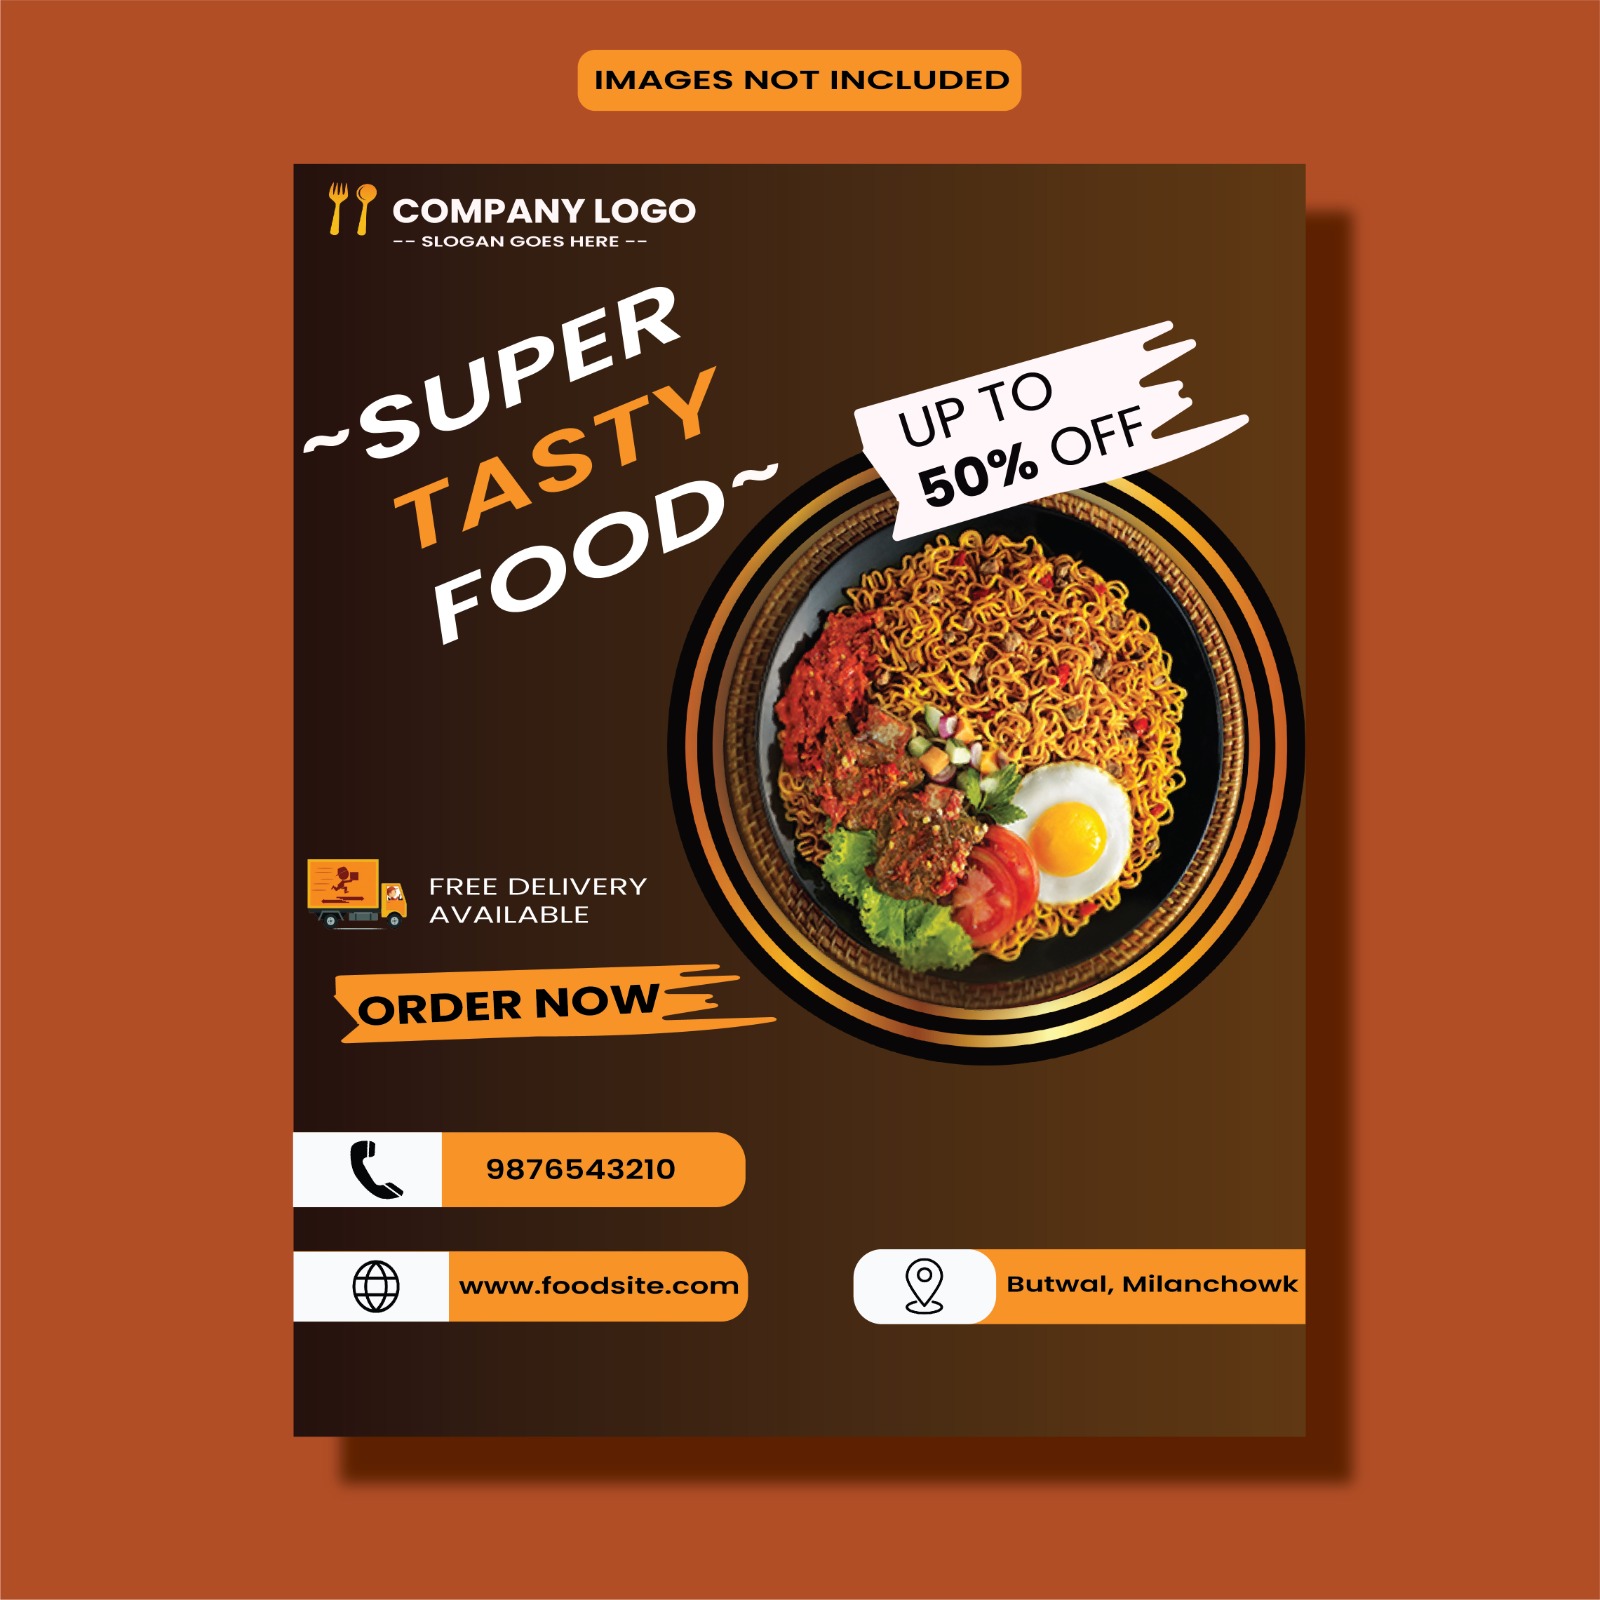 IMAGES NOT INCLUDED
COMPANY LOGO
-- SLOGAN GOES HERE --
~SUPER
TASTY
FOOD~
UP TO
50% OFF
FREE DELIVERY
AVAILABLE
ORDER NOW
9876543210
www.foodsite.com
Butwal, Milanchowk